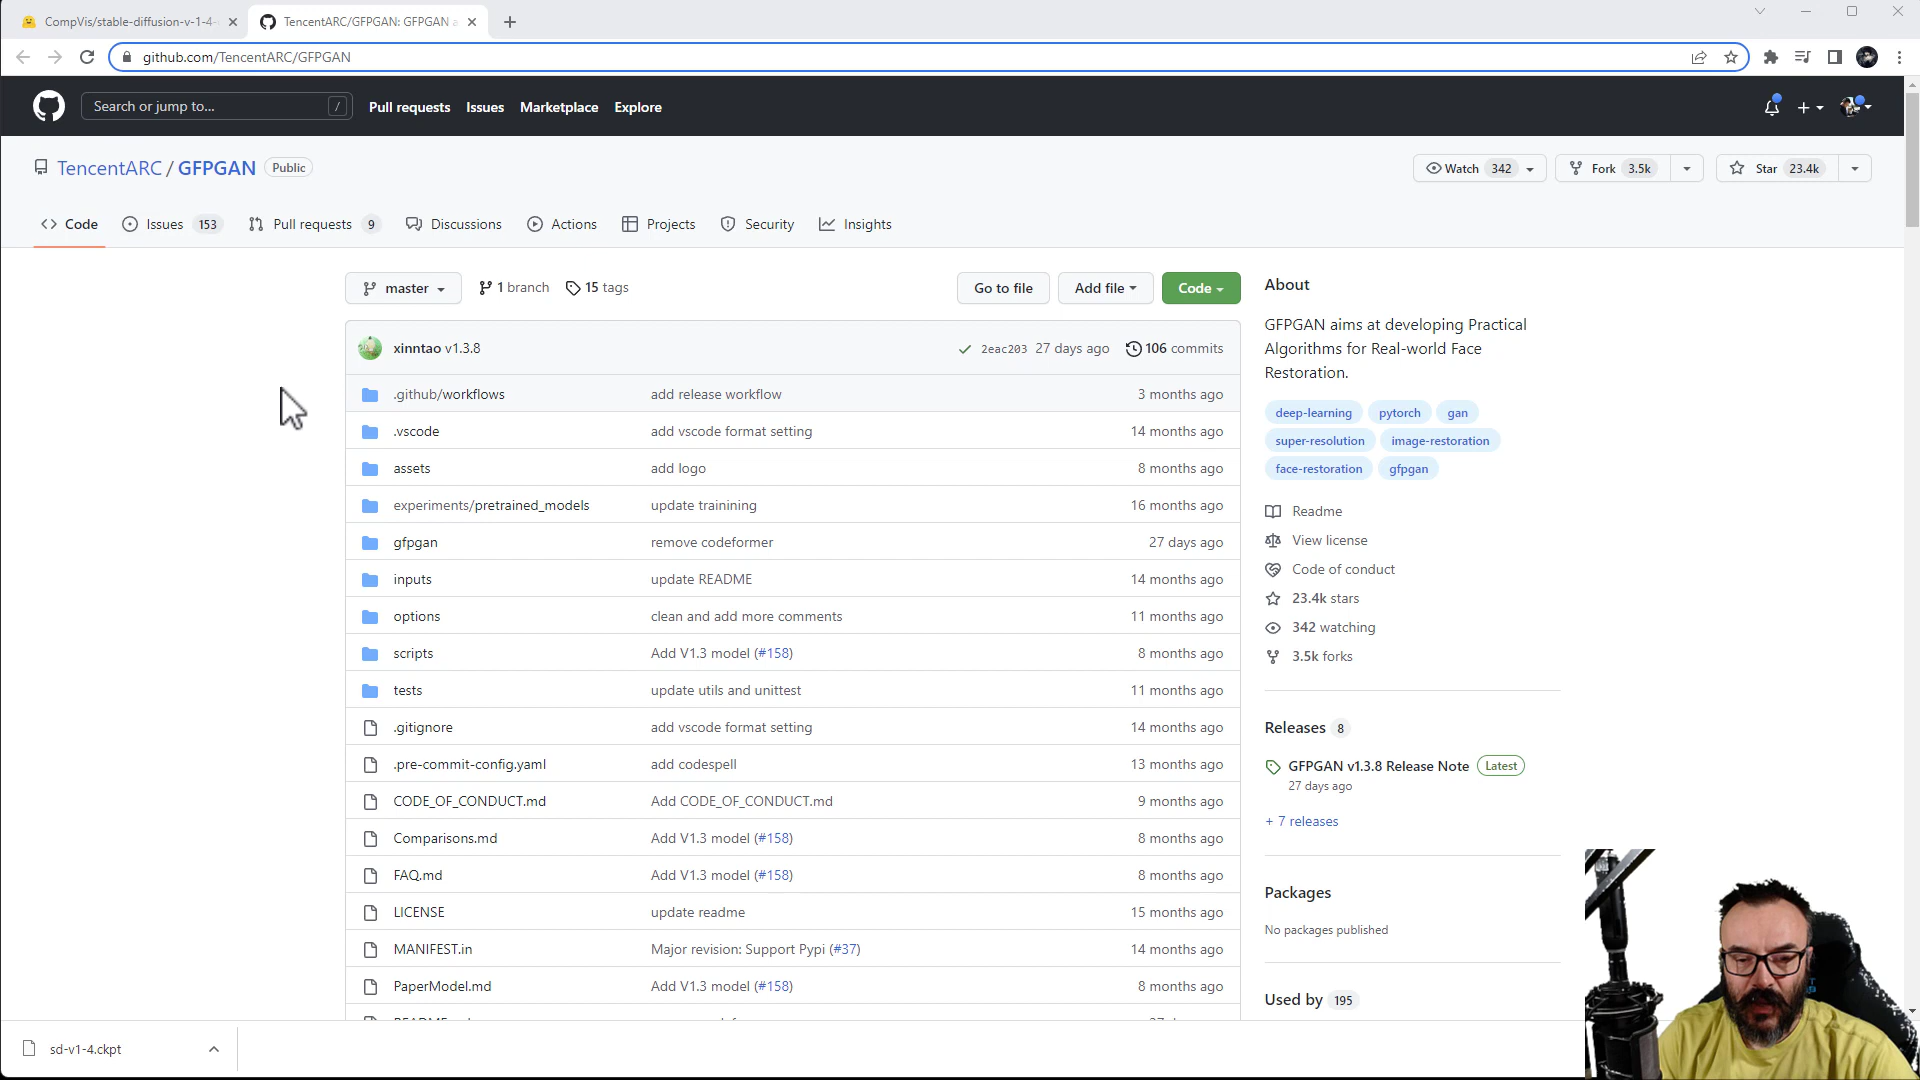 CompVis/stable-diffusion-v-1-4-
TencentARC/GFPGAN: GFPGAN a
github.com/TencentARC/GFPGAN
Search or jump to...
/
Pull requests
Issues
Marketplace
Explore
TencentARC / GFPGAN
Public
Watch 342
Fork 3.5k
Star 23.4k
Code
Issues 153
Pull requests 9
Discussions
Actions
Projects
Security
Insights
master
1 branch
15 tags
Go to file
Add file
Code
xinntao v1.3.8
2eac203 27 days ago
106 commits
.github/workflows add release workflow 3 months ago
.vscode add vscode format setting 14 months ago
assets add logo 8 months ago
experiments/pretrained_models update trainining 16 months ago
gfpgan remove codeformer 27 days ago
inputs update README 14 months ago
options clean and add more comments 11 months ago
scripts Add V1.3 model (#158) 8 months ago
tests update utils and unittest 11 months ago
.gitignore add vscode format setting 14 months ago
.pre-commit-config.yaml add codespell 13 months ago
CODE_OF_CONDUCT.md Add CODE_OF_CONDUCT.md 9 months ago
Comparisons.md Add V1.3 model (#158) 8 months ago
FAQ.md Add V1.3 model (#158) 8 months ago
LICENSE update readme 15 months ago
MANIFEST.in Major revision: Support Pypi (#37) 14 months ago
PaperModel.md Add V1.3 model (#158) 8 months ago
About
GFPGAN aims at developing Practical
Algorithms for Real-world Face
Restoration.
deep-learning pytorch gan
super-resolution image-restoration
face-restoration gfpgan
Readme
View license
Code of conduct
23.4k stars
342 watching
3.5k forks
Releases 8
GFPGAN v1.3.8 Release Note Latest
27 days ago
+ 7 releases
Packages
No packages published
Used by 195
sd-v1-4.ckpt